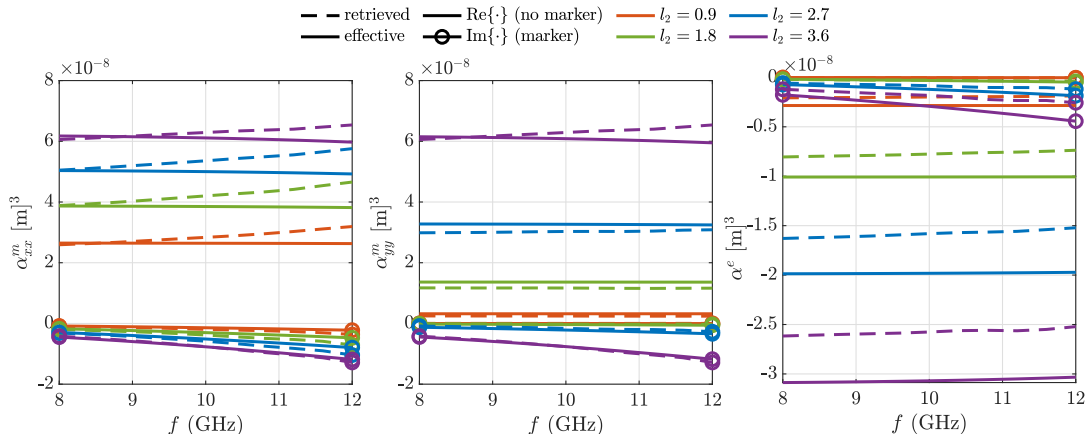 retrieved Re{·} (no marker) l₂ = 0.9 l₂ = 2.7
effective Im{·} (marker) l₂ = 1.8 l₂ = 3.6
×10⁻⁸ ×10⁻⁸ ×10⁻⁸
8 8 0
6 6 -0.5
4 4 -1
2 2 -1.5
0 0 -2
-2 -2 -2.5
-3
αᵐₓₓ [m]³ αᵐyy [m]³ αᵉ [m]³
8 9 10 11 12 8 9 10 11 12 8 9 10 11 12
f (GHz) f (GHz) f (GHz)